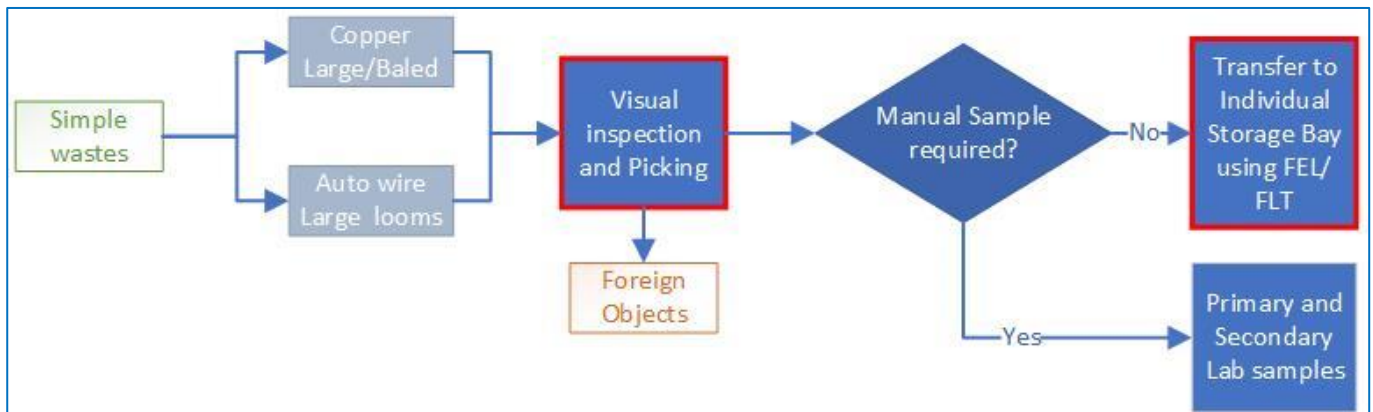 Simple
wastes
Copper
Large/Baled
Auto wire
Large looms
Visual
inspection
and Picking
Foreign
Objects
Manual Sample
required?
No
Yes
Transfer to
Individual
Storage Bay
using FEL/
FLT
Primary and
Secondary
Lab samples